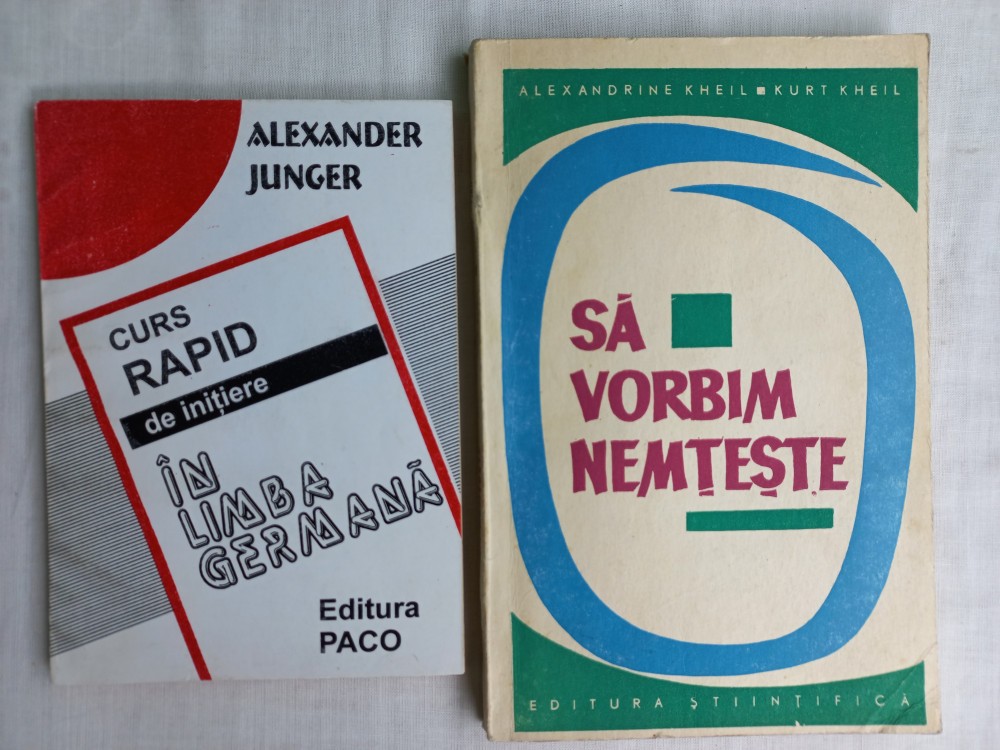 ALEXANDER
JUNGER
CURS
RAPID
de inițiere
ÎN
LIMBA
GERMANĂ
Editura
PACO
ALEXANDRINE KHEIL ■ KURT KHEIL
SĂ
VORBIM
NEMȚEȘTE
EDITURA ȘTIINȚIFICĂ